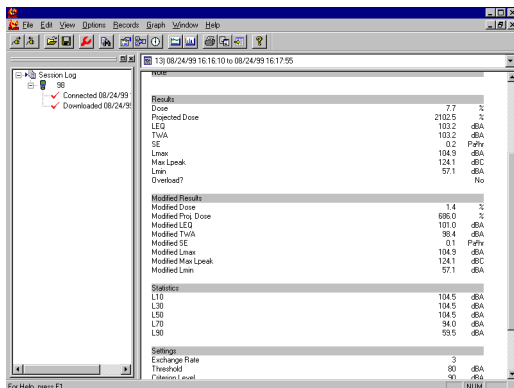 File Edit View Options Records Graph Window Help
13) 08/24/99 16:16:10 to 08/24/99 16:17:55
Session Log
98
Connected 08/24/99
Downloaded 08/24/9
Note
Results
Dose 7.7 %
Projected Dose 2102.5 %
LEQ 103.2 dBA
TWA 103.2 dBA
SE 0.2 Pa²hr
Lmax 104.9 dBA
Max Lpeak 124.1 dBC
Lmin 57.1 dBA
Overload? No
Modified Results
Modified Dose 1.4 %
Modified Proj. Dose 686.0 %
Modified LEQ 101.0 dBA
Modified TWA 98.4 dBA
Modified SE 0.1 Pa²hr
Modified Lmax 104.9 dBA
Modified Max Lpeak 124.1 dBC
Modified Lmin 57.1 dBA
Statistics
L10 104.5 dBA
L30 104.5 dBA
L50 104.5 dBA
L70 94.0 dBA
L90 59.5 dBA
Settings
Exchange Rate 3
Threshold 80 dBA
Criterion Level 90 dBA
For Help, press F1 NUM